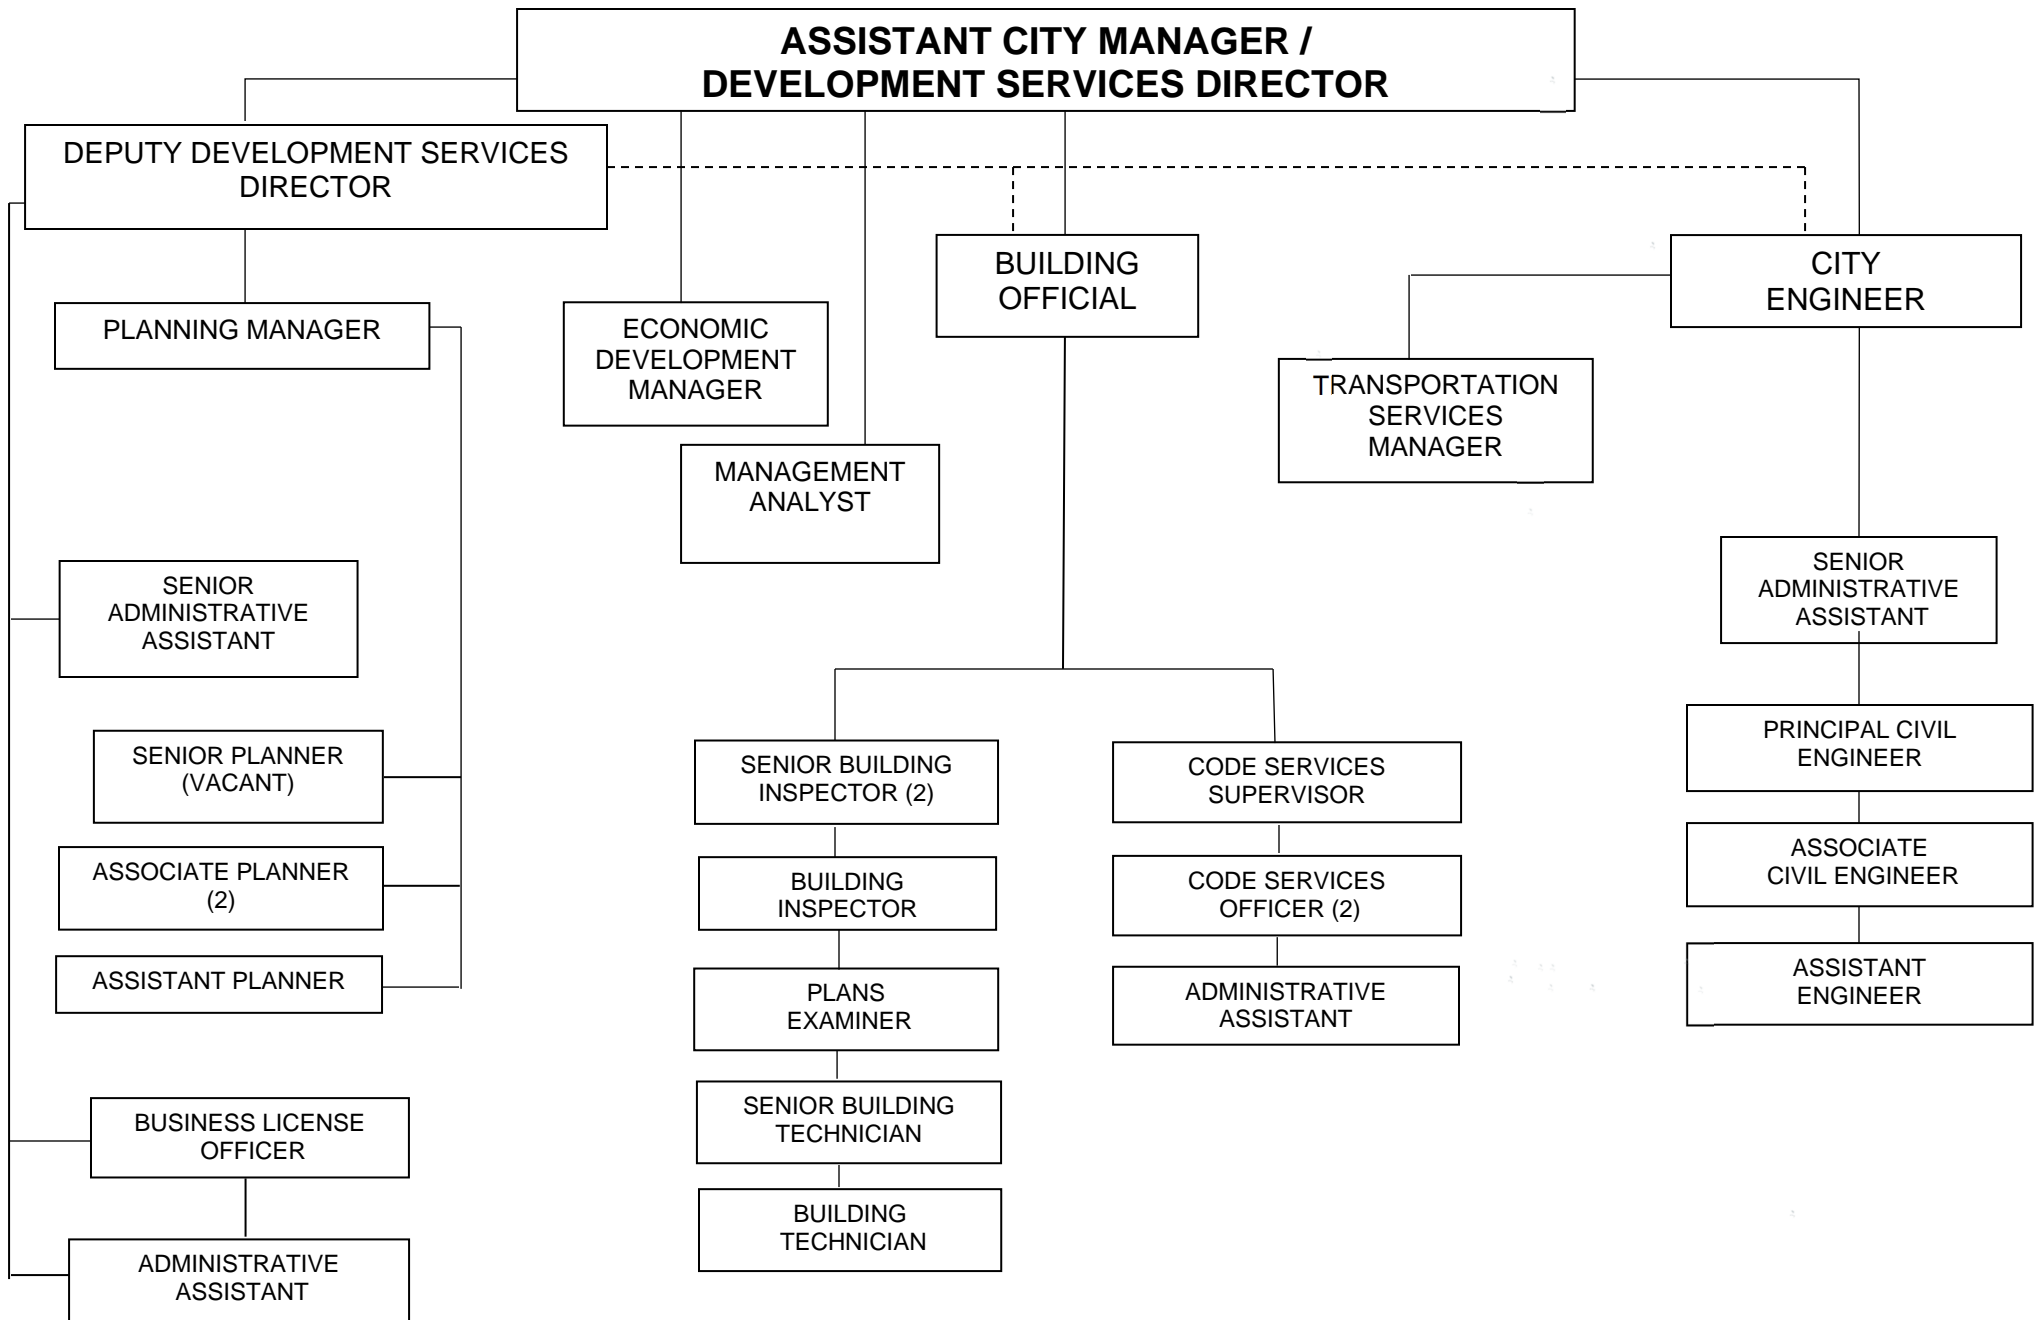 ASSISTANT CITY MANAGER /
DEVELOPMENT SERVICES DIRECTOR
DEPUTY DEVELOPMENT SERVICES
DIRECTOR
BUILDING
OFFICIAL
CITY
ENGINEER
PLANNING MANAGER
ECONOMIC
DEVELOPMENT
MANAGER
TRANSPORTATION
SERVICES
MANAGER
MANAGEMENT
ANALYST
SENIOR
ADMINISTRATIVE
ASSISTANT
SENIOR
ADMINISTRATIVE
ASSISTANT
SENIOR PLANNER
(VACANT)
SENIOR BUILDING
INSPECTOR (2)
CODE SERVICES
SUPERVISOR
PRINCIPAL CIVIL
ENGINEER
ASSOCIATE PLANNER
(2)
BUILDING
INSPECTOR
CODE SERVICES
OFFICER (2)
ASSOCIATE
CIVIL ENGINEER
ASSISTANT PLANNER
PLANS
EXAMINER
ADMINISTRATIVE
ASSISTANT
ASSISTANT
ENGINEER
BUSINESS LICENSE
OFFICER
SENIOR BUILDING
TECHNICIAN
ADMINISTRATIVE
ASSISTANT
BUILDING
TECHNICIAN